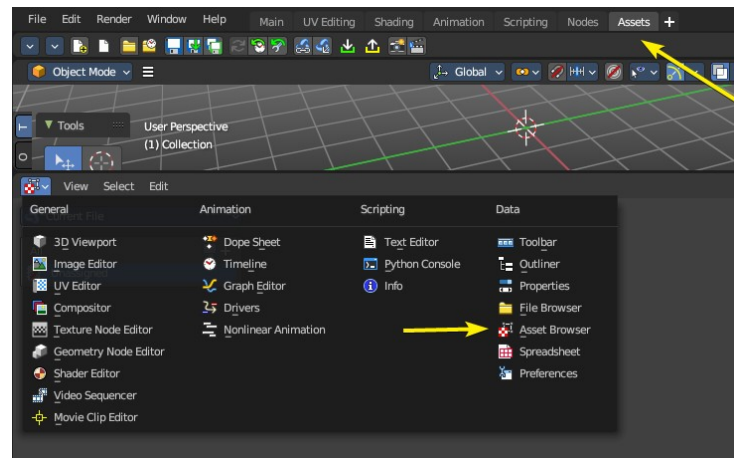 File Edit Render Window Help Main UV Editing Shading Animation Scripting Nodes Assets +
Object Mode Global
Tools User Perspective
(1) Collection
View Select Edit
General Animation Scripting Data
Current File
3D Viewport Dope Sheet Text Editor Toolbar
Image Editor Timeline Python Console Outliner
UV Editor Graph Editor Info Properties
Compositor Drivers File Browser
Texture Node Editor Nonlinear Animation Asset Browser
Geometry Node Editor Spreadsheet
Shader Editor Preferences
Video Sequencer
Movie Clip Editor